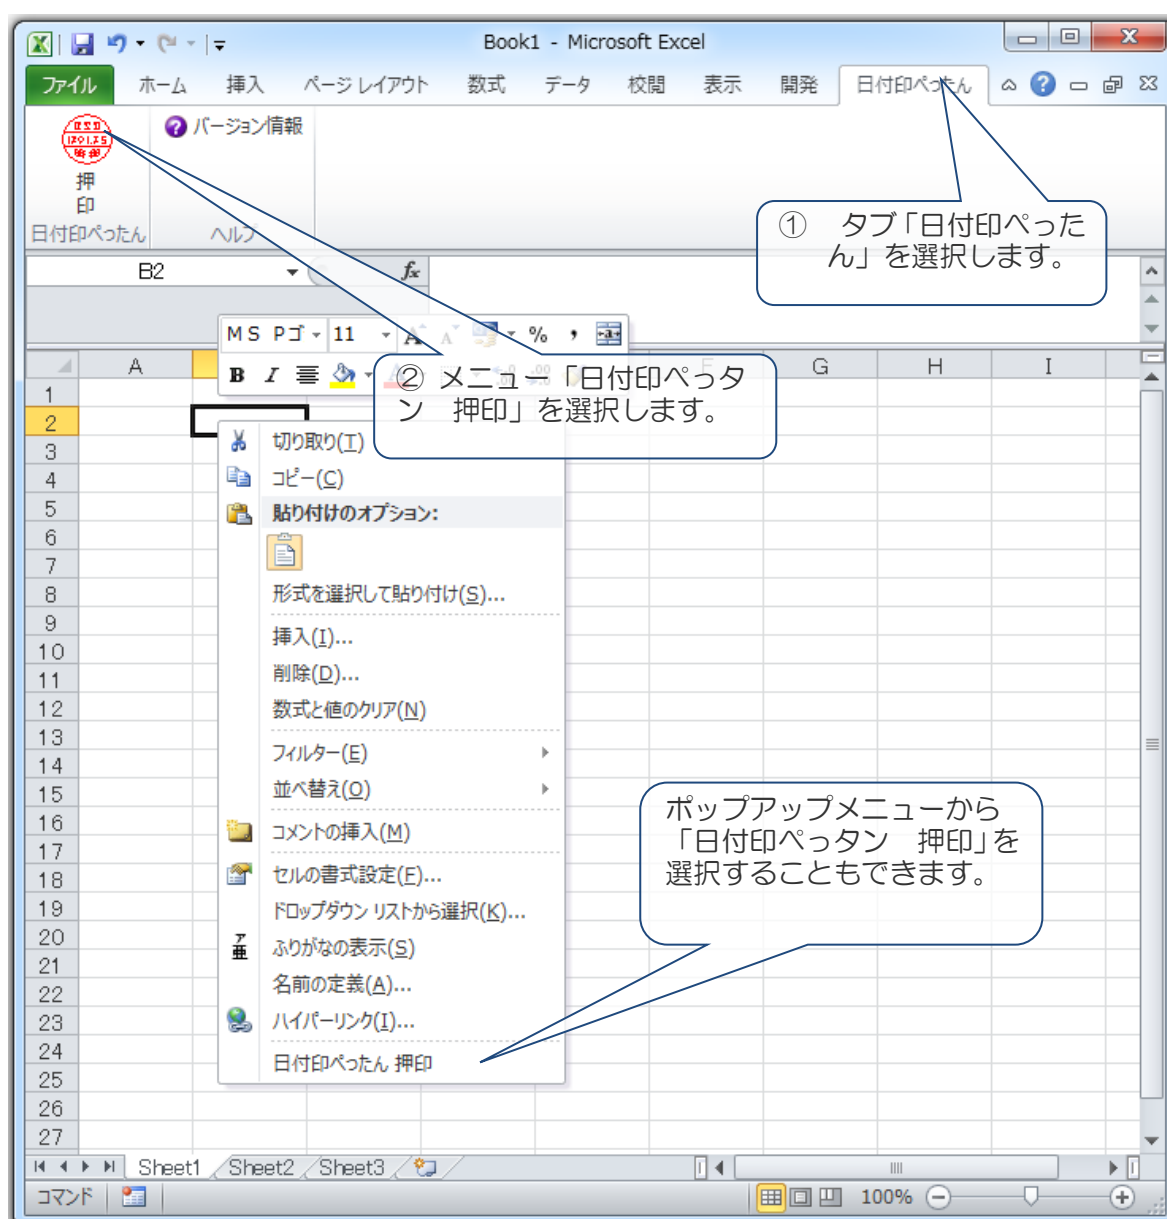 Book1 - Microsoft Excel
ファイル ホーム 挿入 ページ レイアウト 数式 データ 校閲 表示 開発 日付印ぺったん
バージョン情報
押
印
日付印ぺったん ヘルプ
① タブ「日付印ぺった
ん」を選択します。
B2 fx
ＭＳ Ｐゴ 11 A A % ,
B I
② メニュー「日付印ぺっタ
ン 押印」を選択します。
A F G H I
1
2
3
4
5
6
7
8
9
10
11
12
13
14
15
16
17
18
19
20
21
22
23
24
25
26
27
切り取り(T)
コピー(C)
貼り付けのオプション:
形式を選択して貼り付け(S)...
挿入(I)...
削除(D)...
数式と値のクリア(N)
フィルター(E)
並べ替え(O)
コメントの挿入(M)
セルの書式設定(F)...
ドロップダウン リストから選択(K)...
ふりがなの表示(S)
名前の定義(A)...
ハイパーリンク(I)...
日付印ぺったん 押印
ポップアップメニューから
「日付印ぺっタン 押印」を
選択することもできます。
Sheet1 Sheet2 Sheet3
コマンド 100%